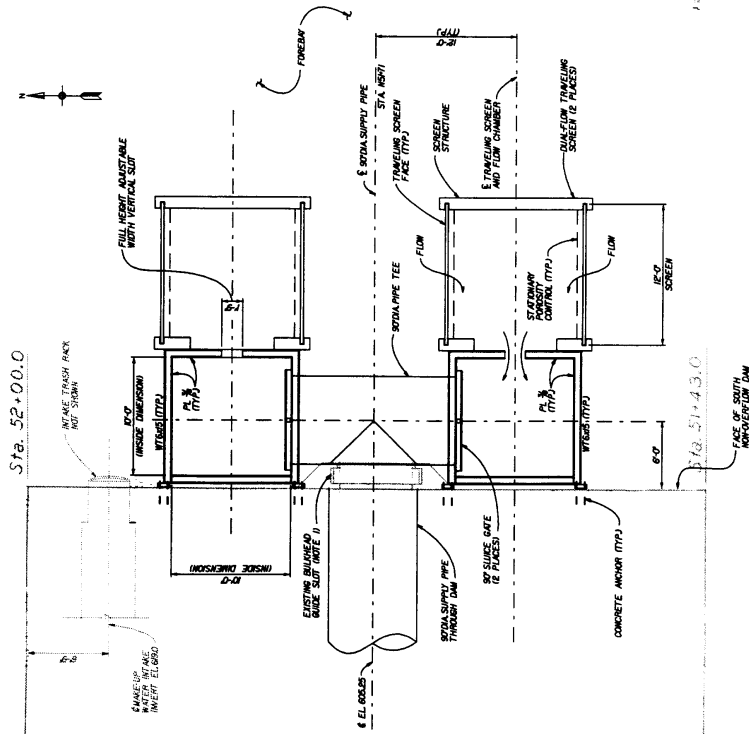 N
FOREBAY
12'-0"
(TYP.)
FULL HEIGHT ADJUSTABLE
WIDTH VERTICAL SLOT
℄ 90"DIA.SUPPLY PIPE
TRAVELING SCREEN
FACE (TYP.)
SCREEN
STRUCTURE
℄ TRAVELING SCREEN
AND FLOW CHAMBER
DUAL-FLOW TRAVELING
SCREEN (2 PLACES)
Sta. 52+00.0
INTAKE TRASH RACK
NOT SHOWN
10'-0"
(INSIDE DIMENSION)
PL ⅜
(TYP.)
WT6x15 (TYP.)
90"DIA.PIPE TEE
FLOW
STATIONARY
POROSITY
CONTROL (TYP.)
FLOW
12'-0"
SCREEN
PL ⅜
(TYP.)
WT6x15 (TYP.)
Sta. 51+43.0
6'-0"
FACE OF SOUTH
NON-OVERFLOW DAM
10'-0"
(INSIDE DIMENSION)
EXISTING BULKHEAD
GUIDE SLOT (NOTE 1)
90"DIA.SUPPLY PIPE
THROUGH DAM
90" SLUICE GATE
(2 PLACES)
CONCRETE ANCHOR (TYP.)
℄ MAKE-UP
WATER INTAKE
℄ EL. 605.25